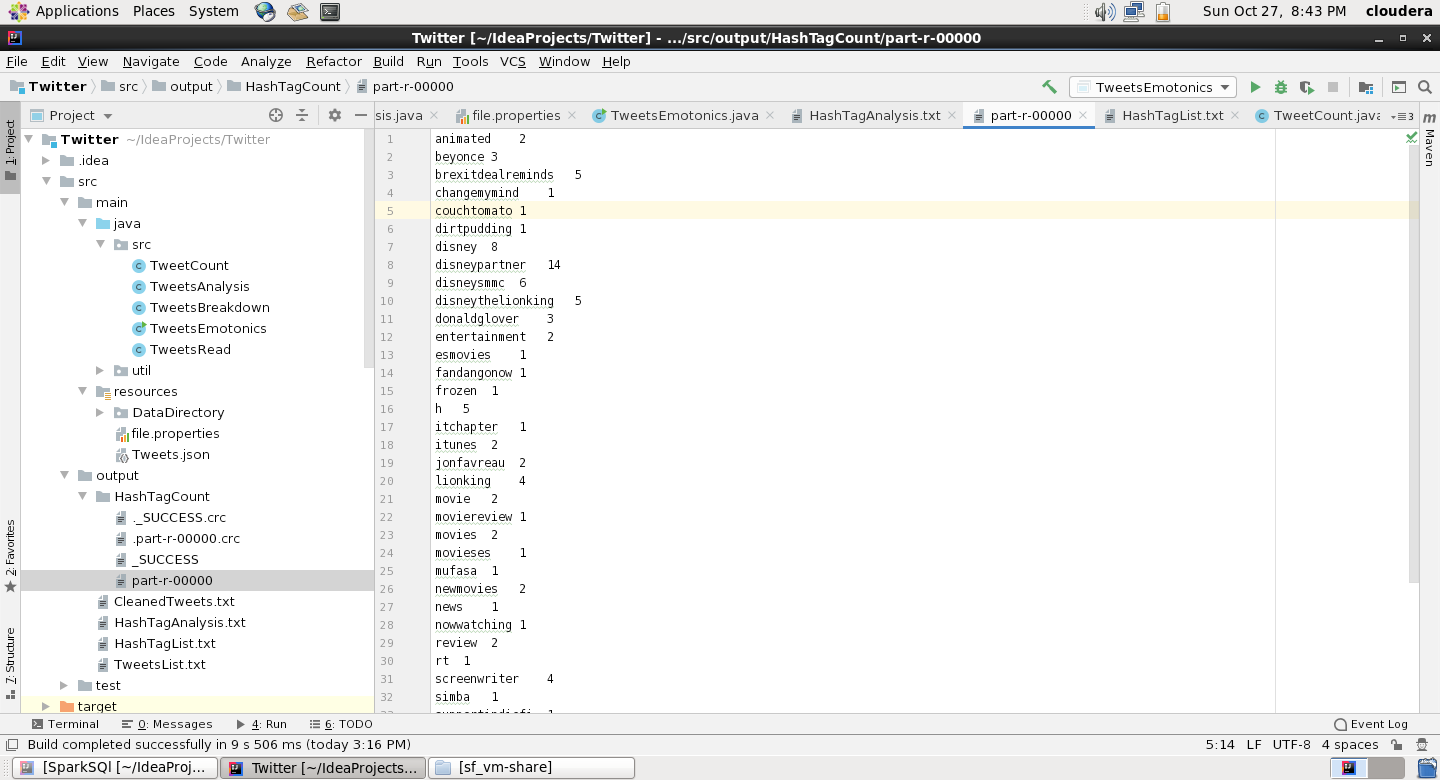 Applications Places System Sun Oct 27, 8:43 PM cloudera
Twitter [~/IdeaProjects/Twitter] - .../src/output/HashTagCount/part-r-00000
File Edit View Navigate Code Analyze Refactor Build Run Tools VCS Window Help
Twitter src output HashTagCount part-r-00000 TweetsEmotonics
Project
sis.java file.properties TweetsEmotonics.java HashTagAnalysis.txt part-r-00000 HashTagList.txt TweetCount.java 3
1: Project
2: Favorites
7: Structure
Maven
Twitter ~/IdeaProjects/Twitter
.idea
src
main
java
src
TweetCount
TweetsAnalysis
TweetsBreakdown
TweetsEmotonics
TweetsRead
util
resources
DataDirectory
file.properties
Tweets.json
output
HashTagCount
._SUCCESS.crc
.part-r-00000.crc
_SUCCESS
part-r-00000
CleanedTweets.txt
HashTagAnalysis.txt
HashTagList.txt
TweetsList.txt
test
target
1 animated 2
2 beyonce 3
3 brexitdealreminds 5
4 changemymind 1
5 couchtomato 1
6 dirtpudding 1
7 disney 8
8 disneypartner 14
9 disneysmmc 6
10 disneythelionking 5
11 donaldglover 3
12 entertainment 2
13 esmovies 1
14 fandangonow 1
15 frozen 1
16 h 5
17 itchapter 1
18 itunes 2
19 jonfavreau 2
20 lionking 4
21 movie 2
22 moviereview 1
23 movies 2
24 movieses 1
25 mufasa 1
26 newmovies 2
27 news 1
28 nowwatching 1
29 review 2
30 rt 1
31 screenwriter 4
32 simba 1
Terminal 0: Messages 4: Run 6: TODO Event Log
Build completed successfully in 9 s 506 ms (today 3:16 PM) 5:14 LF UTF-8 4 spaces
[SparkSQl [~/IdeaProj... Twitter [~/IdeaProjects... [sf_vm-share]